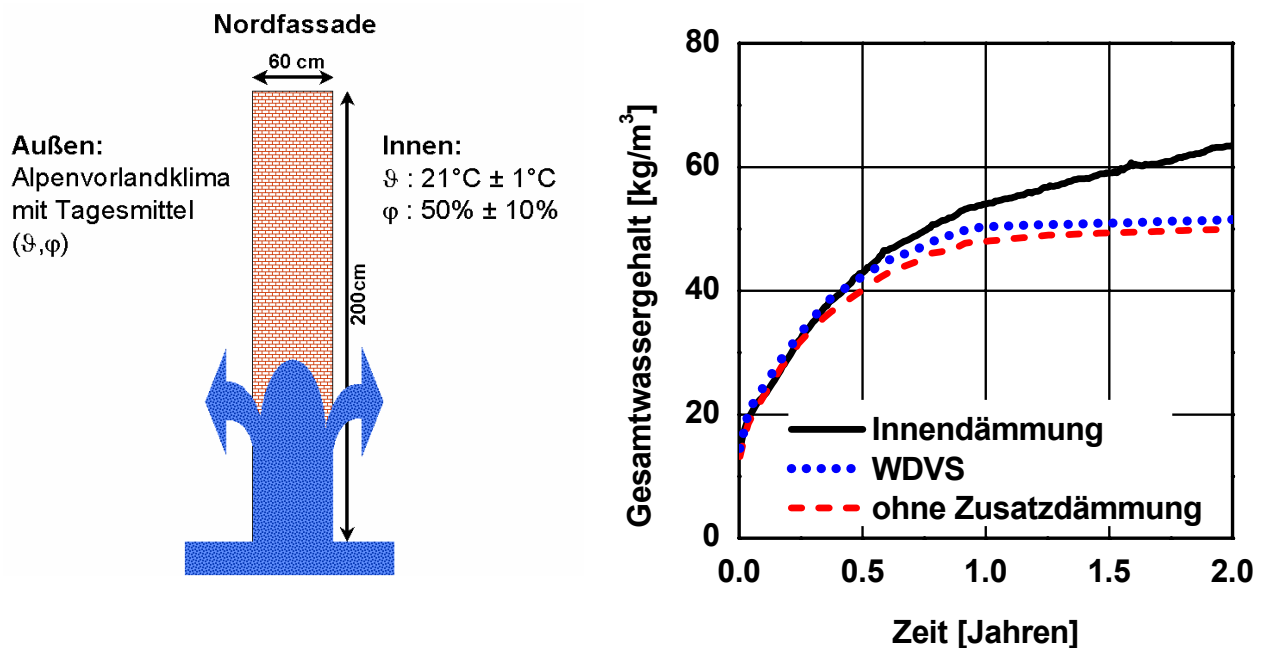 Nordfassade
60 cm
Außen:
Alpenvorlandklima
mit Tagesmittel
(ϑ,φ)
Innen:
ϑ : 21°C ± 1°C
φ : 50% ± 10%
200cm
Gesamtwassergehalt [kg/m³]
80
60
40
20
0
Innendämmung
WDVS
ohne Zusatzdämmung
0.0 0.5 1.0 1.5 2.0
Zeit [Jahren]